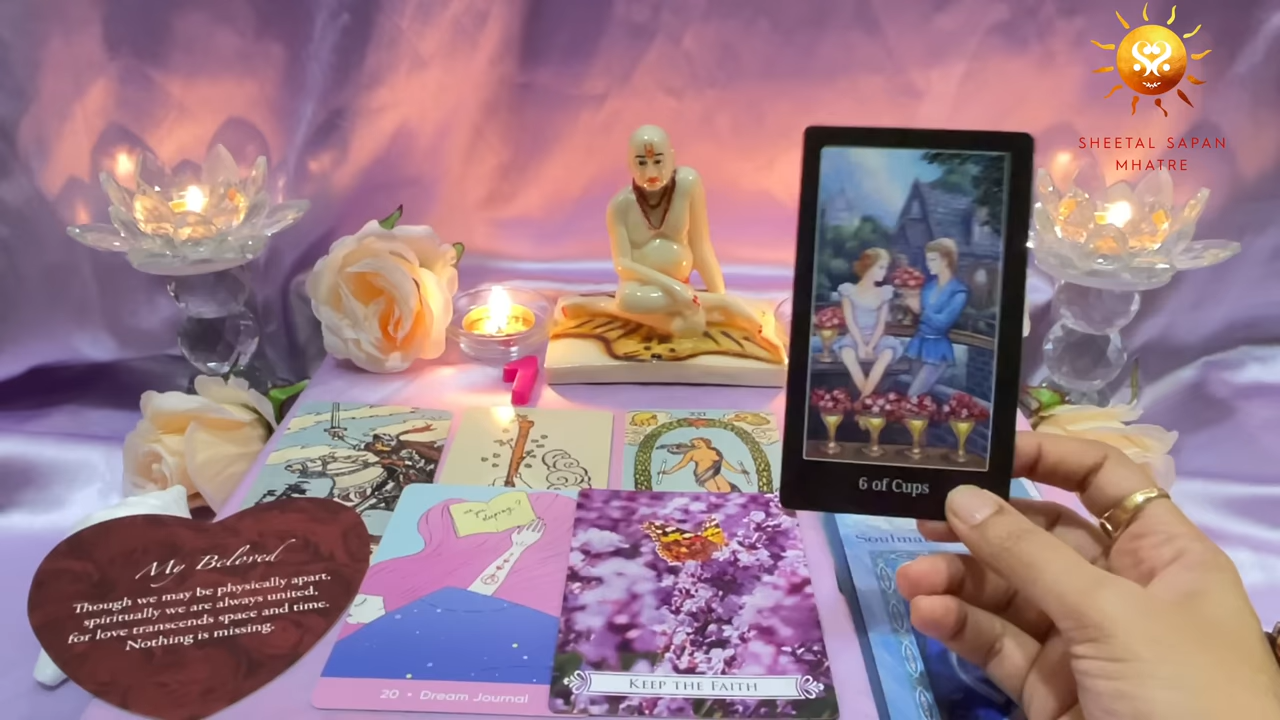 SHEETAL SAPAN
MHATRE
6 of Cups
XXI
My Beloved
Though we may be physically apart,
spiritually we are always united,
for love transcends space and time.
Nothing is missing.
20 • Dream Journal
KEEP THE FAITH